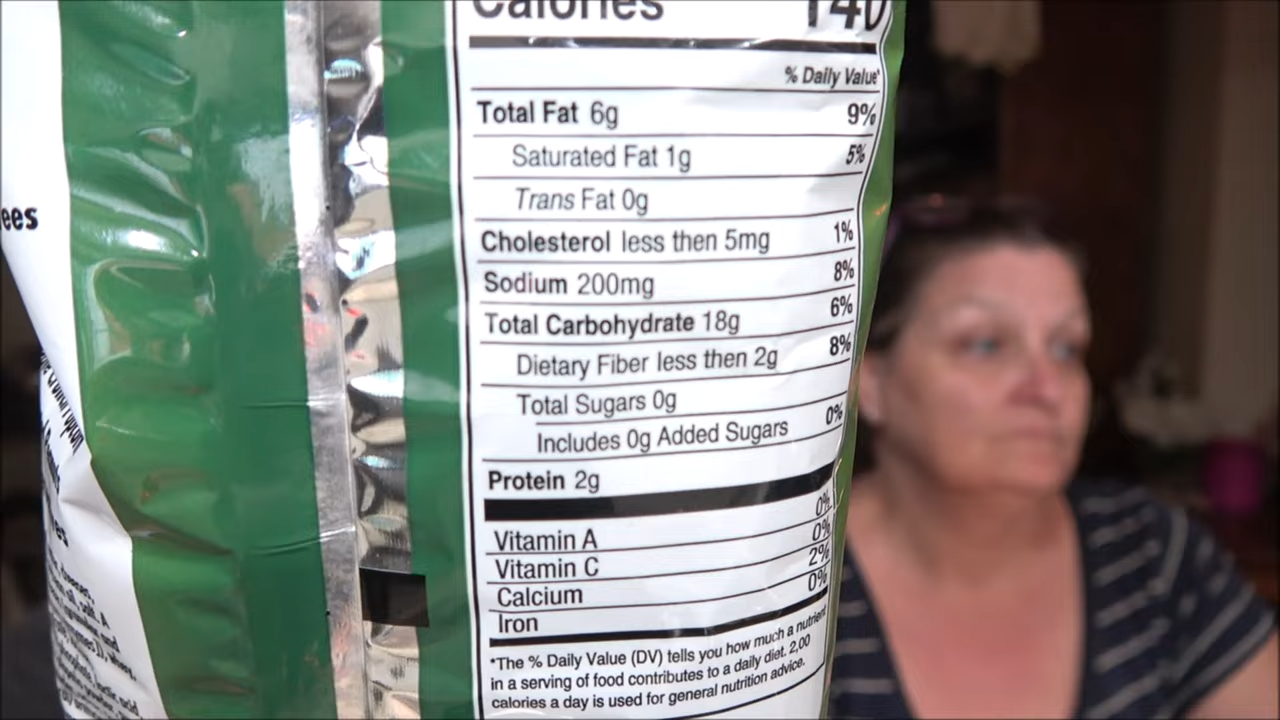 Calories 140
% Daily Value*
Total Fat 6g 9%
Saturated Fat 1g 5%
Trans Fat 0g
Cholesterol less then 5mg 1%
Sodium 200mg 8%
Total Carbohydrate 18g 6%
Dietary Fiber less then 2g 8%
Total Sugars 0g
Includes 0g Added Sugars 0%
Protein 2g
Vitamin A 0%
Vitamin C 0%
Calcium 2%
Iron 0%
*The % Daily Value (DV) tells you how much a nutrient
in a serving of food contributes to a daily diet. 2,00
calories a day is used for general nutrition advice.
ees